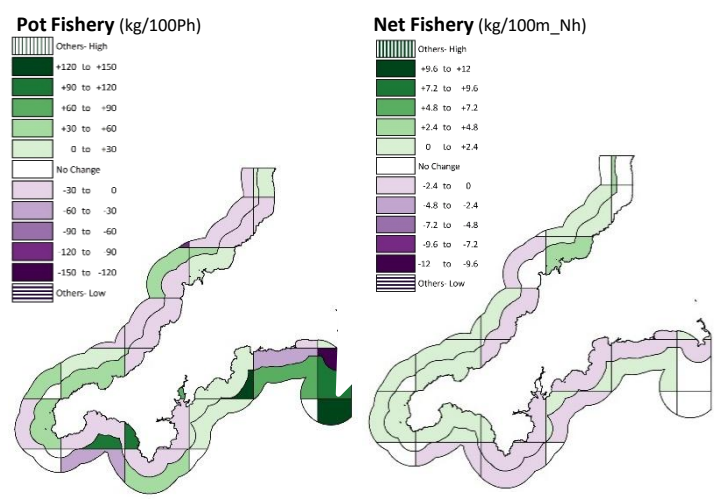 Pot Fishery (kg/100Ph)
Others- High
+120 to +150
+90 to +120
+60 to +90
+30 to +60
0 to +30
No Change
-30 to 0
-60 to -30
-90 to -60
-120 to 90
-150 to -120
Others- Low
Net Fishery (kg/100m_Nh)
Others- High
+9.6 to +12
+7.2 to +9.6
+4.8 to +7.2
+2.4 to +4.8
0 to +2.4
No Change
-2.4 to 0
-4.8 to -2.4
-7.2 to -4.8
-9.6 to -7.2
-12 to -9.6
Others- Low